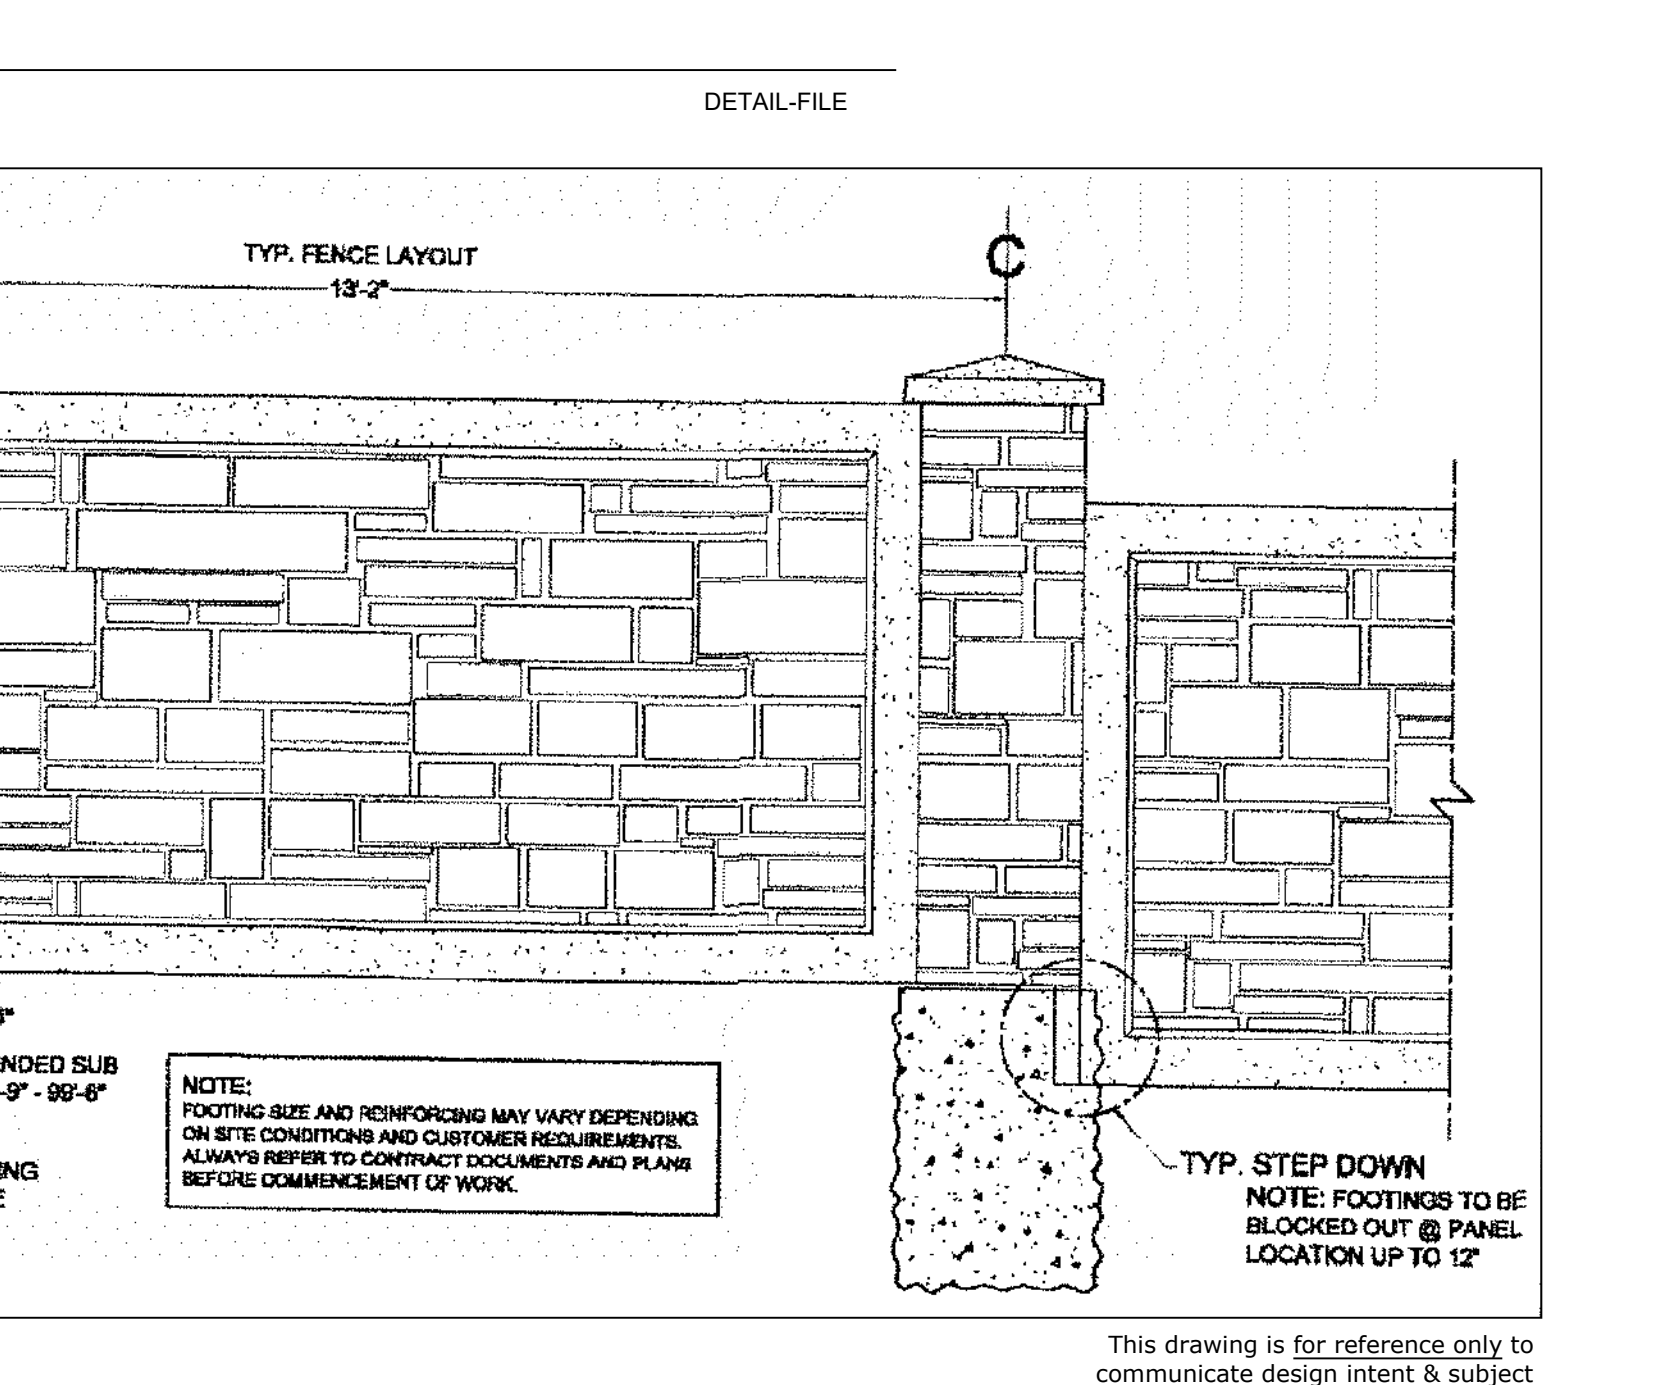 DETAIL-FILE
TYP. FENCE LAYOUT
13'-2"
C
NDED SUB
-9" - 99'-6"
NG
NOTE:
FOOTING SIZE AND REINFORCING MAY VARY DEPENDING
ON SITE CONDITIONS AND CUSTOMER REQUIREMENTS.
ALWAYS REFER TO CONTRACT DOCUMENTS AND PLANS
BEFORE COMMENCEMENT OF WORK.
TYP. STEP DOWN
NOTE: FOOTINGS TO BE
BLOCKED OUT @ PANEL
LOCATION UP TO 12"
This drawing is for reference only to
communicate design intent & subject